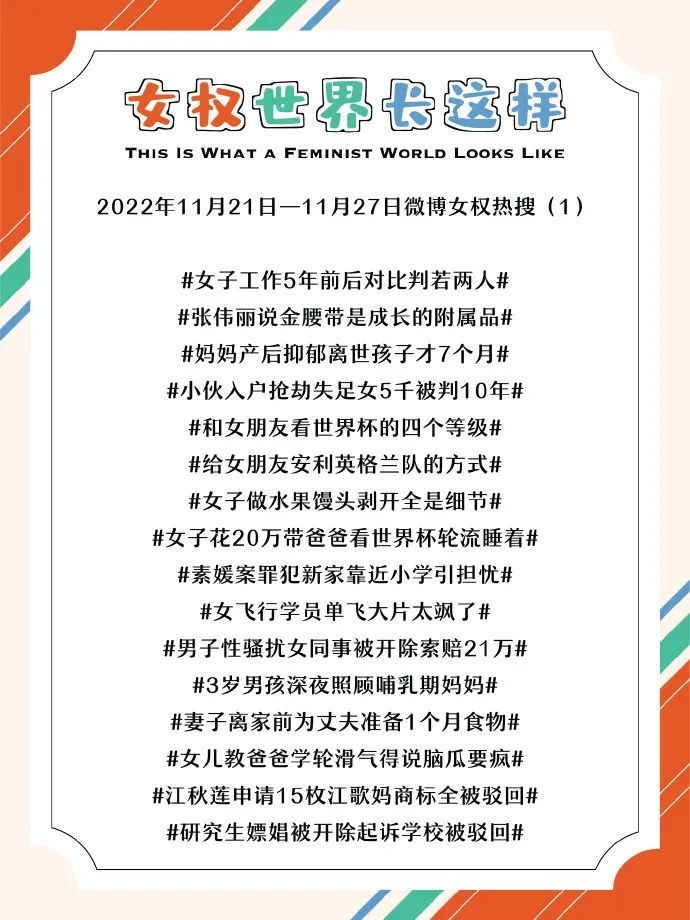 女权世界长这样
THIS IS WHAT A FEMINIST WORLD LOOKS LIKE
2022年11月21日—11月27日微博女权热搜（1）
#女子工作5年前后对比判若两人#
#张伟丽说金腰带是成长的附属品#
#妈妈产后抑郁离世孩子才7个月#
#小伙入户抢劫失足女5千被判10年#
#和女朋友看世界杯的四个等级#
#给女朋友安利英格兰队的方式#
#女子做水果馒头剥开全是细节#
#女子花20万带爸爸看世界杯轮流睡着#
#素媛案罪犯新家靠近小学引担忧#
#女飞行学员单飞大片太飒了#
#男子性骚扰女同事被开除索赔21万#
#3岁男孩深夜照顾哺乳期妈妈#
#妻子离家前为丈夫准备1个月食物#
#女儿教爸爸学轮滑气得说脑瓜要疯#
#江秋莲申请15枚江歌妈商标全被驳回#
#研究生嫖娼被开除起诉学校被驳回#